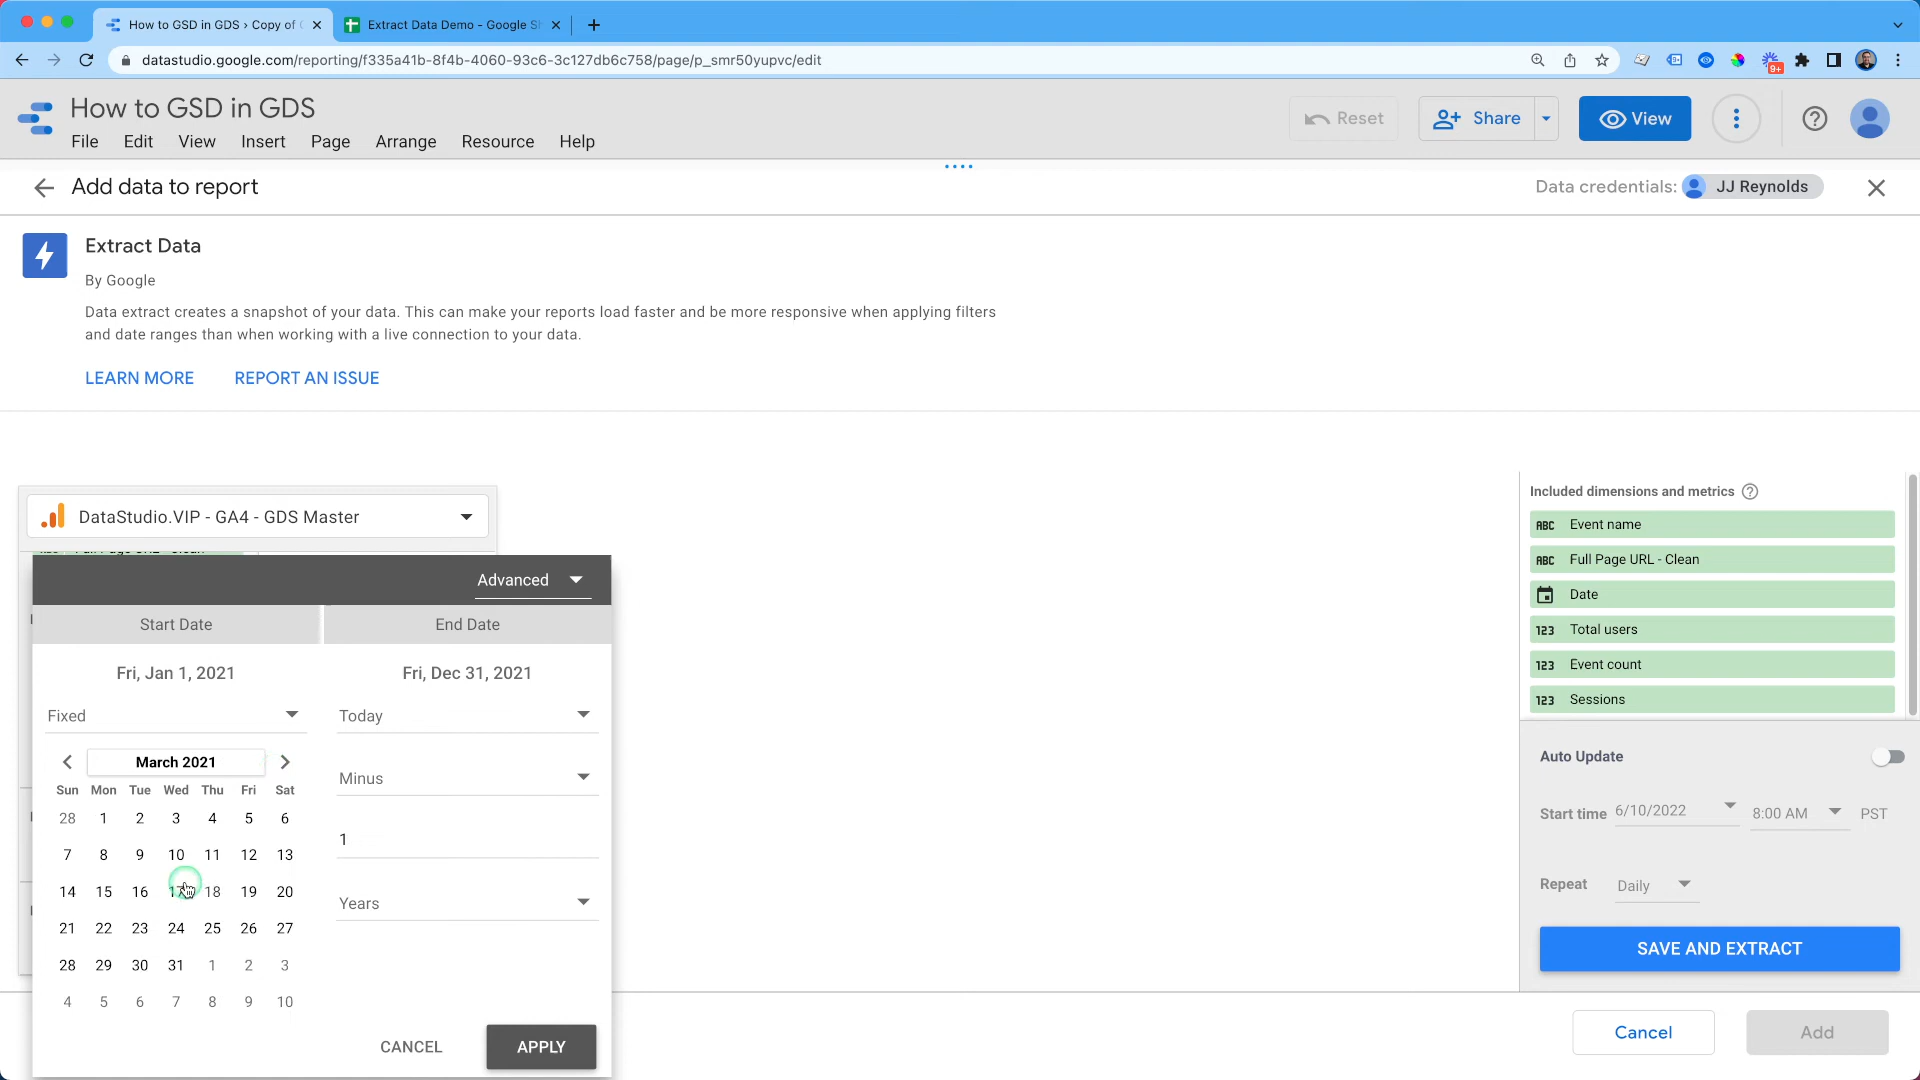 How to GSD in GDS › Copy of
Extract Data Demo - Google
datastudio.google.com/reporting/f335a41b-8f4b-4060-93c6-3c127db6c758/page/p_smr50yupvc/edit
9+
How to GSD in GDS
File Edit View Insert Page Arrange Resource Help
Reset
Share
View
Add data to report
Data credentials: JJ Reynolds
Extract Data
By Google
Data extract creates a snapshot of your data. This can make your reports load faster and be more responsive when applying filters
and date ranges than when working with a live connection to your data.
LEARN MORE REPORT AN ISSUE
DataStudio.VIP - GA4 - GDS Master
Advanced
Start Date End Date
Fri, Jan 1, 2021 Fri, Dec 31, 2021
Fixed Today
March 2021
Sun Mon Tue Wed Thu Fri Sat
28 1 2 3 4 5 6
7 8 9 10 11 12 13
14 15 16 17 18 19 20
21 22 23 24 25 26 27
28 29 30 31 1 2 3
4 5 6 7 8 9 10
Minus
1
Years
CANCEL APPLY
Included dimensions and metrics
ABC Event name
ABC Full Page URL - Clean
Date
123 Total users
123 Event count
123 Sessions
Auto Update
Start time 6/10/2022 8:00 AM PST
Repeat Daily
SAVE AND EXTRACT
Cancel Add